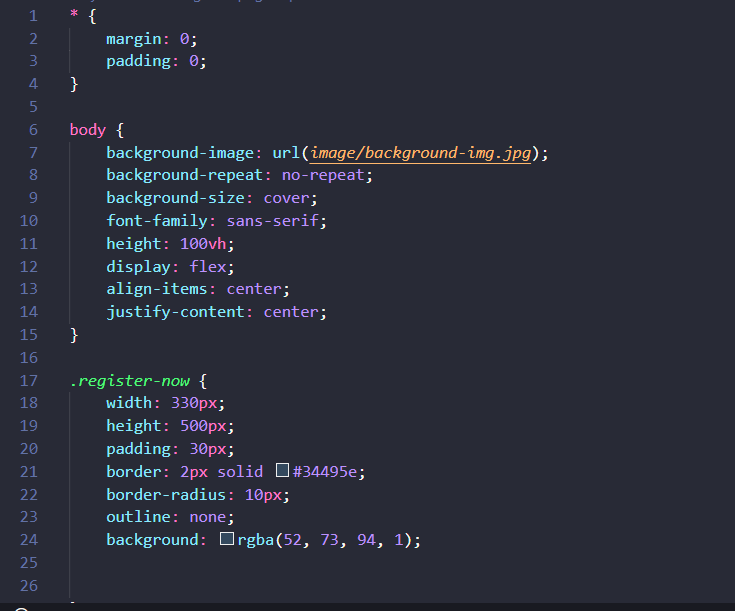 1 * {
2 margin: 0;
3 padding: 0;
4 }
5
6 body {
7 background-image: url(image/background-img.jpg);
8 background-repeat: no-repeat;
9 background-size: cover;
10 font-family: sans-serif;
11 height: 100vh;
12 display: flex;
13 align-items: center;
14 justify-content: center;
15 }
16
17 .register-now {
18 width: 330px;
19 height: 500px;
20 padding: 30px;
21 border: 2px solid #34495e;
22 border-radius: 10px;
23 outline: none;
24 background: rgba(52, 73, 94, 1);
25
26